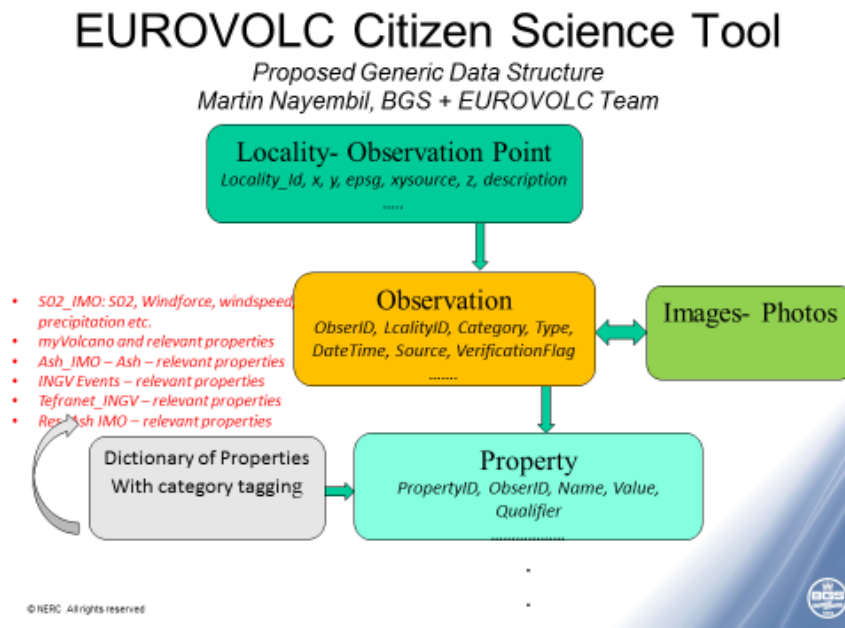 EUROVOLC Citizen Science Tool
Proposed Generic Data Structure
Martin Nayembil, BGS + EUROVOLC Team
Locality- Observation Point
Locality_Id, x, y, epsg, xysource, z, description
.....
Observation
ObserID, LcalityID, Category, Type,
DateTime, Source, VerificationFlag
.......
Images- Photos
• S02_IMO: S02, Windforce, windspeed,
precipitation etc.
• myVolcano and relevant properties
• Ash_IMO – Ash – relevant properties
• INGV Events – relevant properties
• Tefranet_INGV – relevant properties
• Ash IMO – relevant properties
Dictionary of Properties
With category tagging
Property
PropertyID, ObserID, Name, Value,
Qualifier
...................
.
.
© NERC All rights reserved
BGS